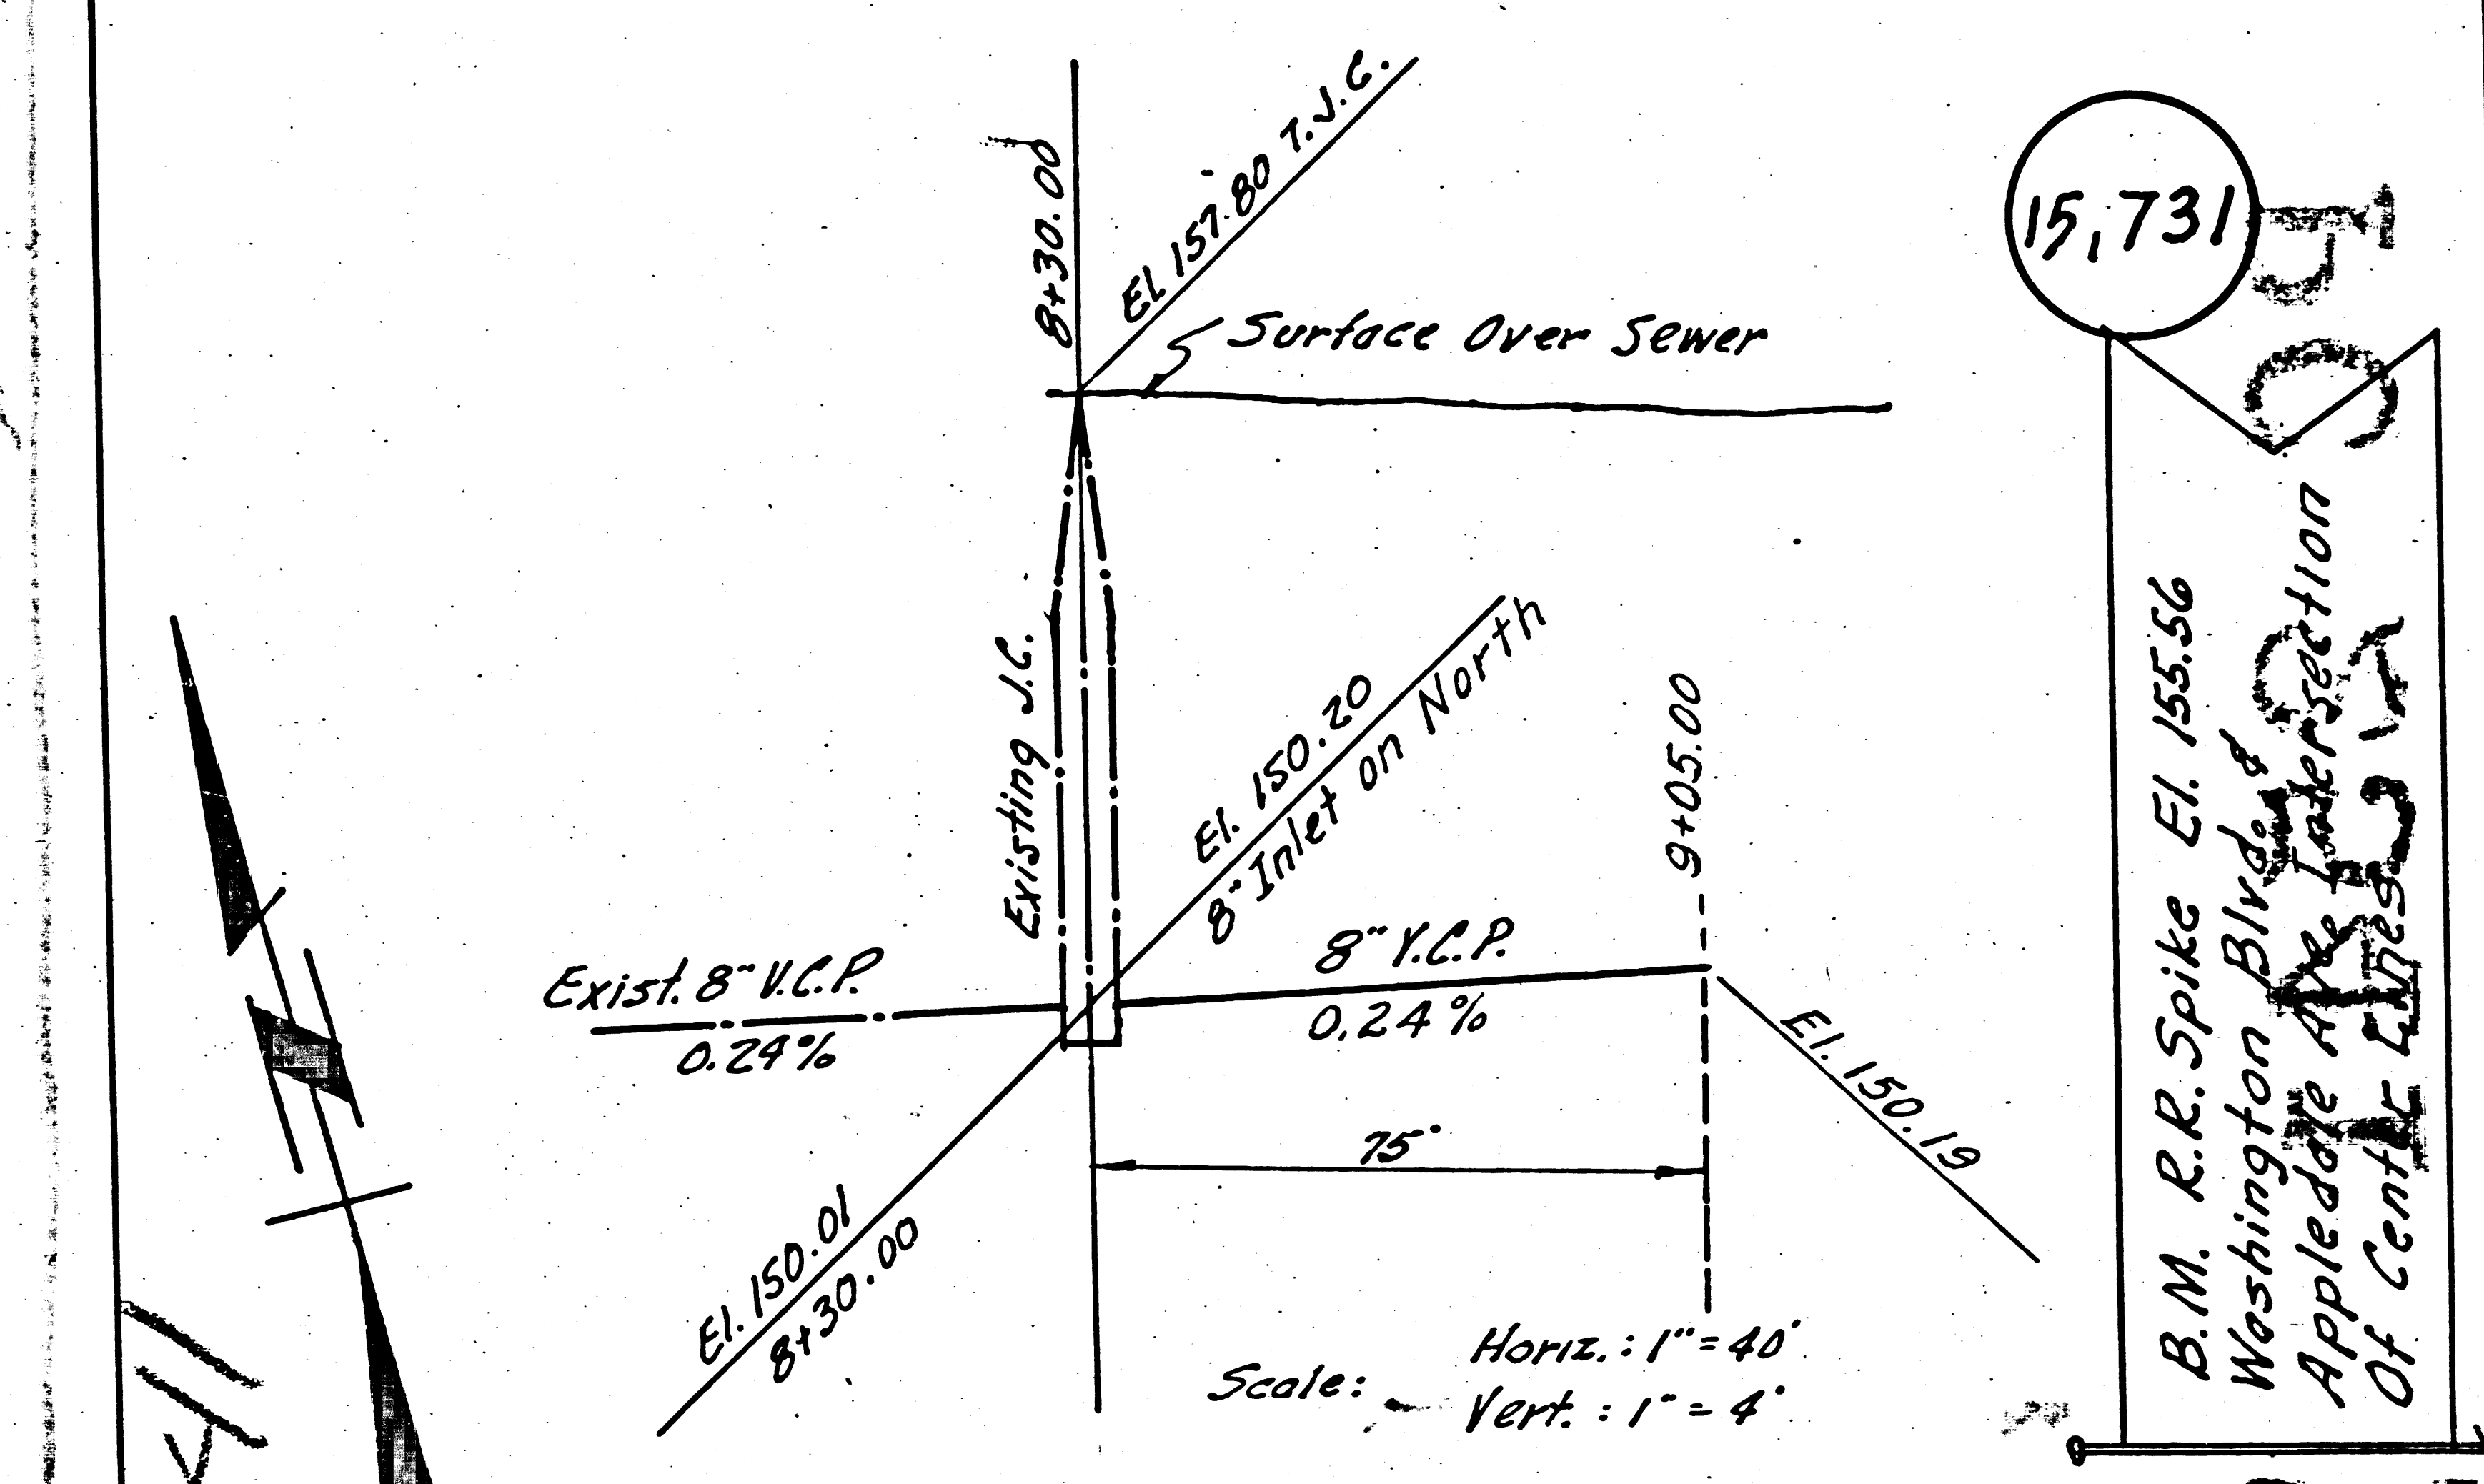 8+30.00
El. 157.80 T.J.C.
Surface Over Sewer
15,731
Existing J.C.
El. 150.20
8" Inlet on North
9+05.00
Exist. 8" V.C.P.
0.24%
8" V.C.P.
0.24%
El. 150.19
75'
El. 150.01
8+30.00
Scale:
Horiz.: 1" = 40'
Vert.: 1" = 4'
B.M. R.R. Spike El. 155.56
Washington Blvd. &
Appledale Ave Intersection
Of Center Lines